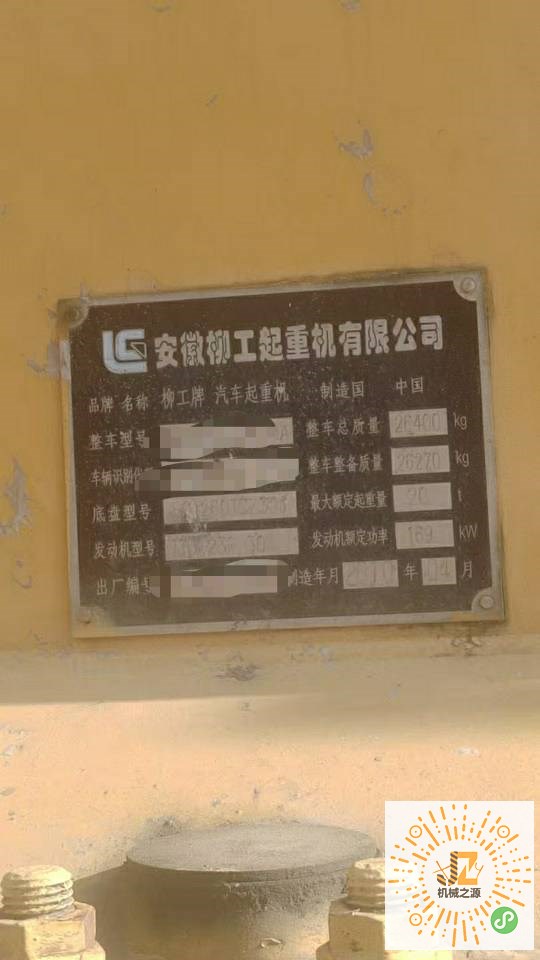 LG 安徽柳工起重机有限公司
品牌 名称 柳工牌 汽车起重机 制造国 中国
整车型号 整车总质量 26400 kg
车辆识别代 整车整备质量 26270 kg
底盘型号 最大额定起重量 20 t
发动机型号 发动机额定功率 169 kW
出厂编号 制造年月 2010 年 04 月
机械之源